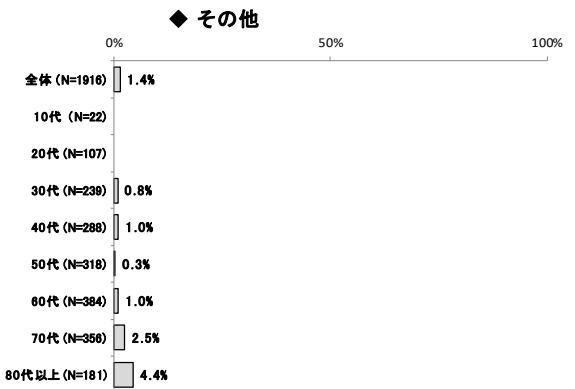 ◆ その他
0% 50% 100%
全体(N=1916) 1.4%
10代 (N=22)
20代(N=107)
30代(N=239) 0.8%
40代(N=288) 1.0%
50代(N=318) 0.3%
60代(N=384) 1.0%
70代(N=356) 2.5%
80代以上(N=181) 4.4%